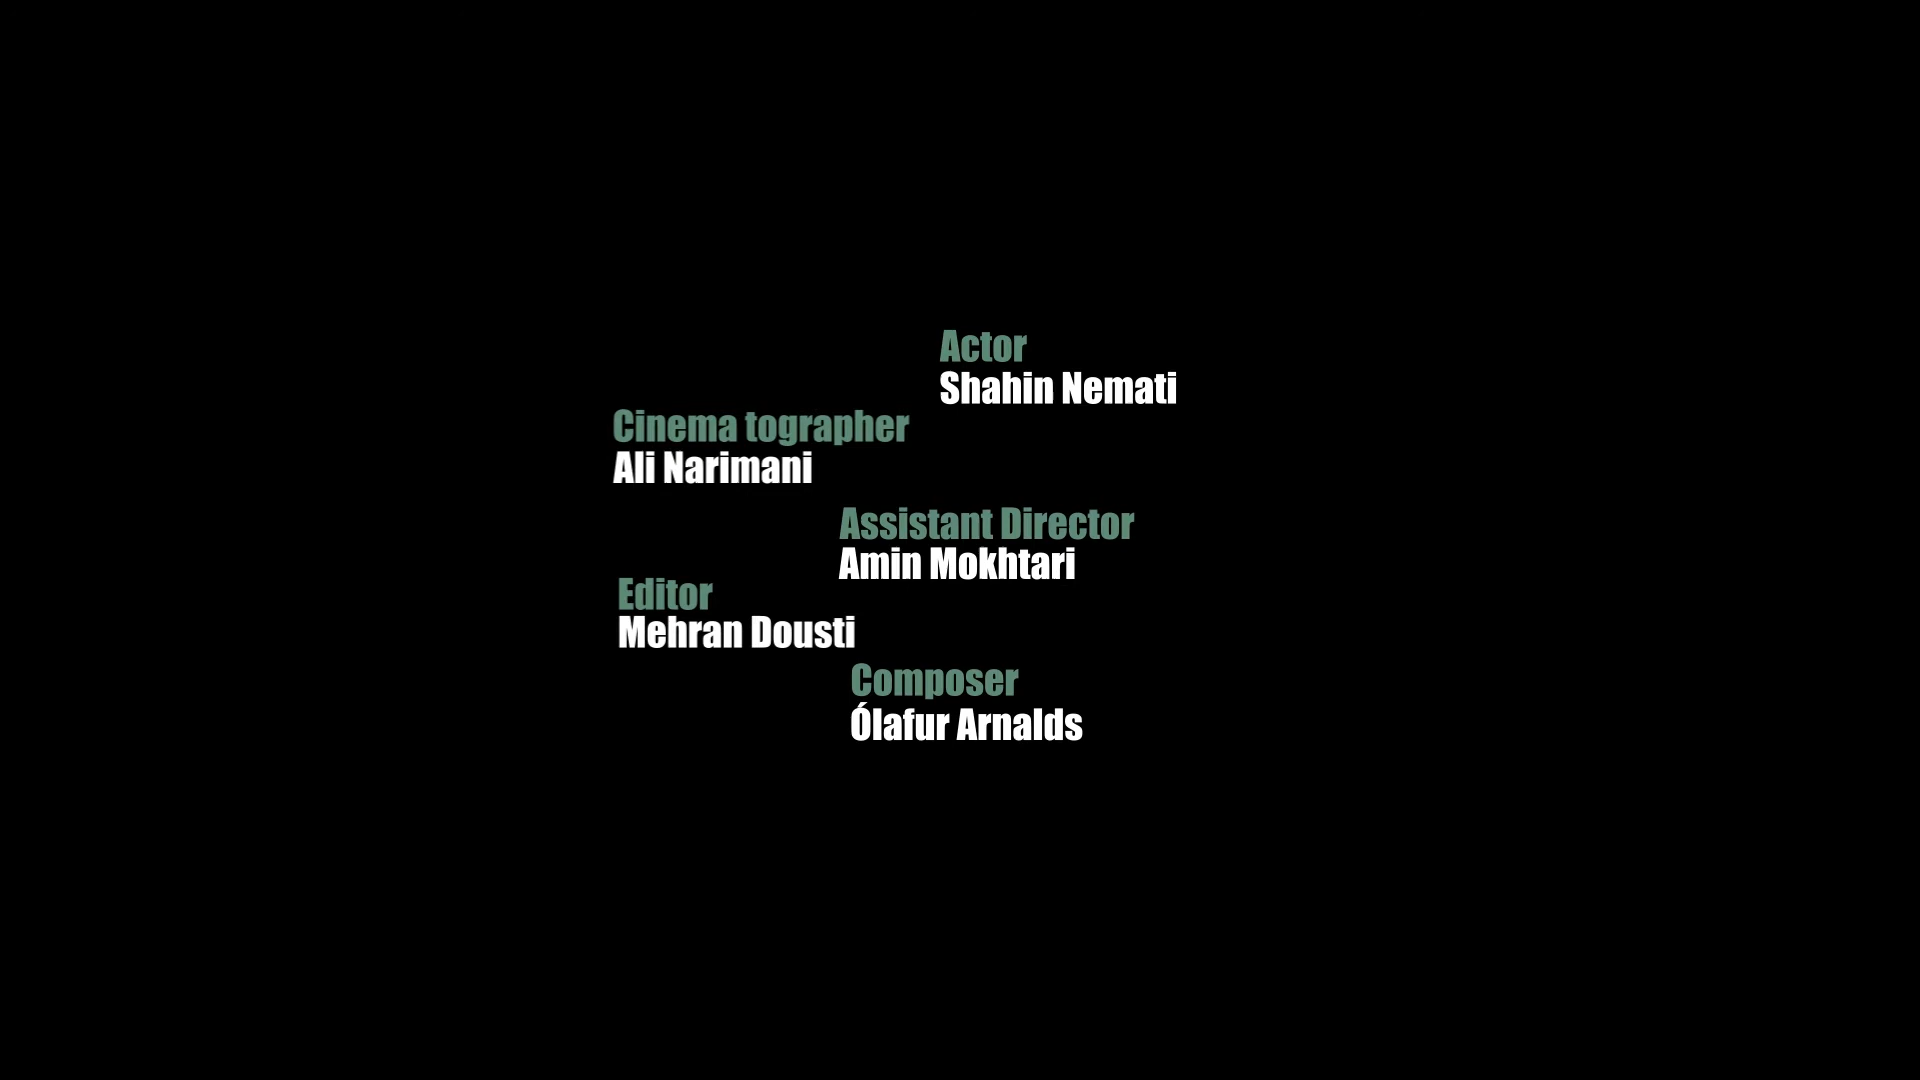 Actor
Shahin Nemati
Cinema tographer
Ali Narimani
Assistant Director
Amin Mokhtari
Editor
Mehran Dousti
Composer
Ólafur Arnalds